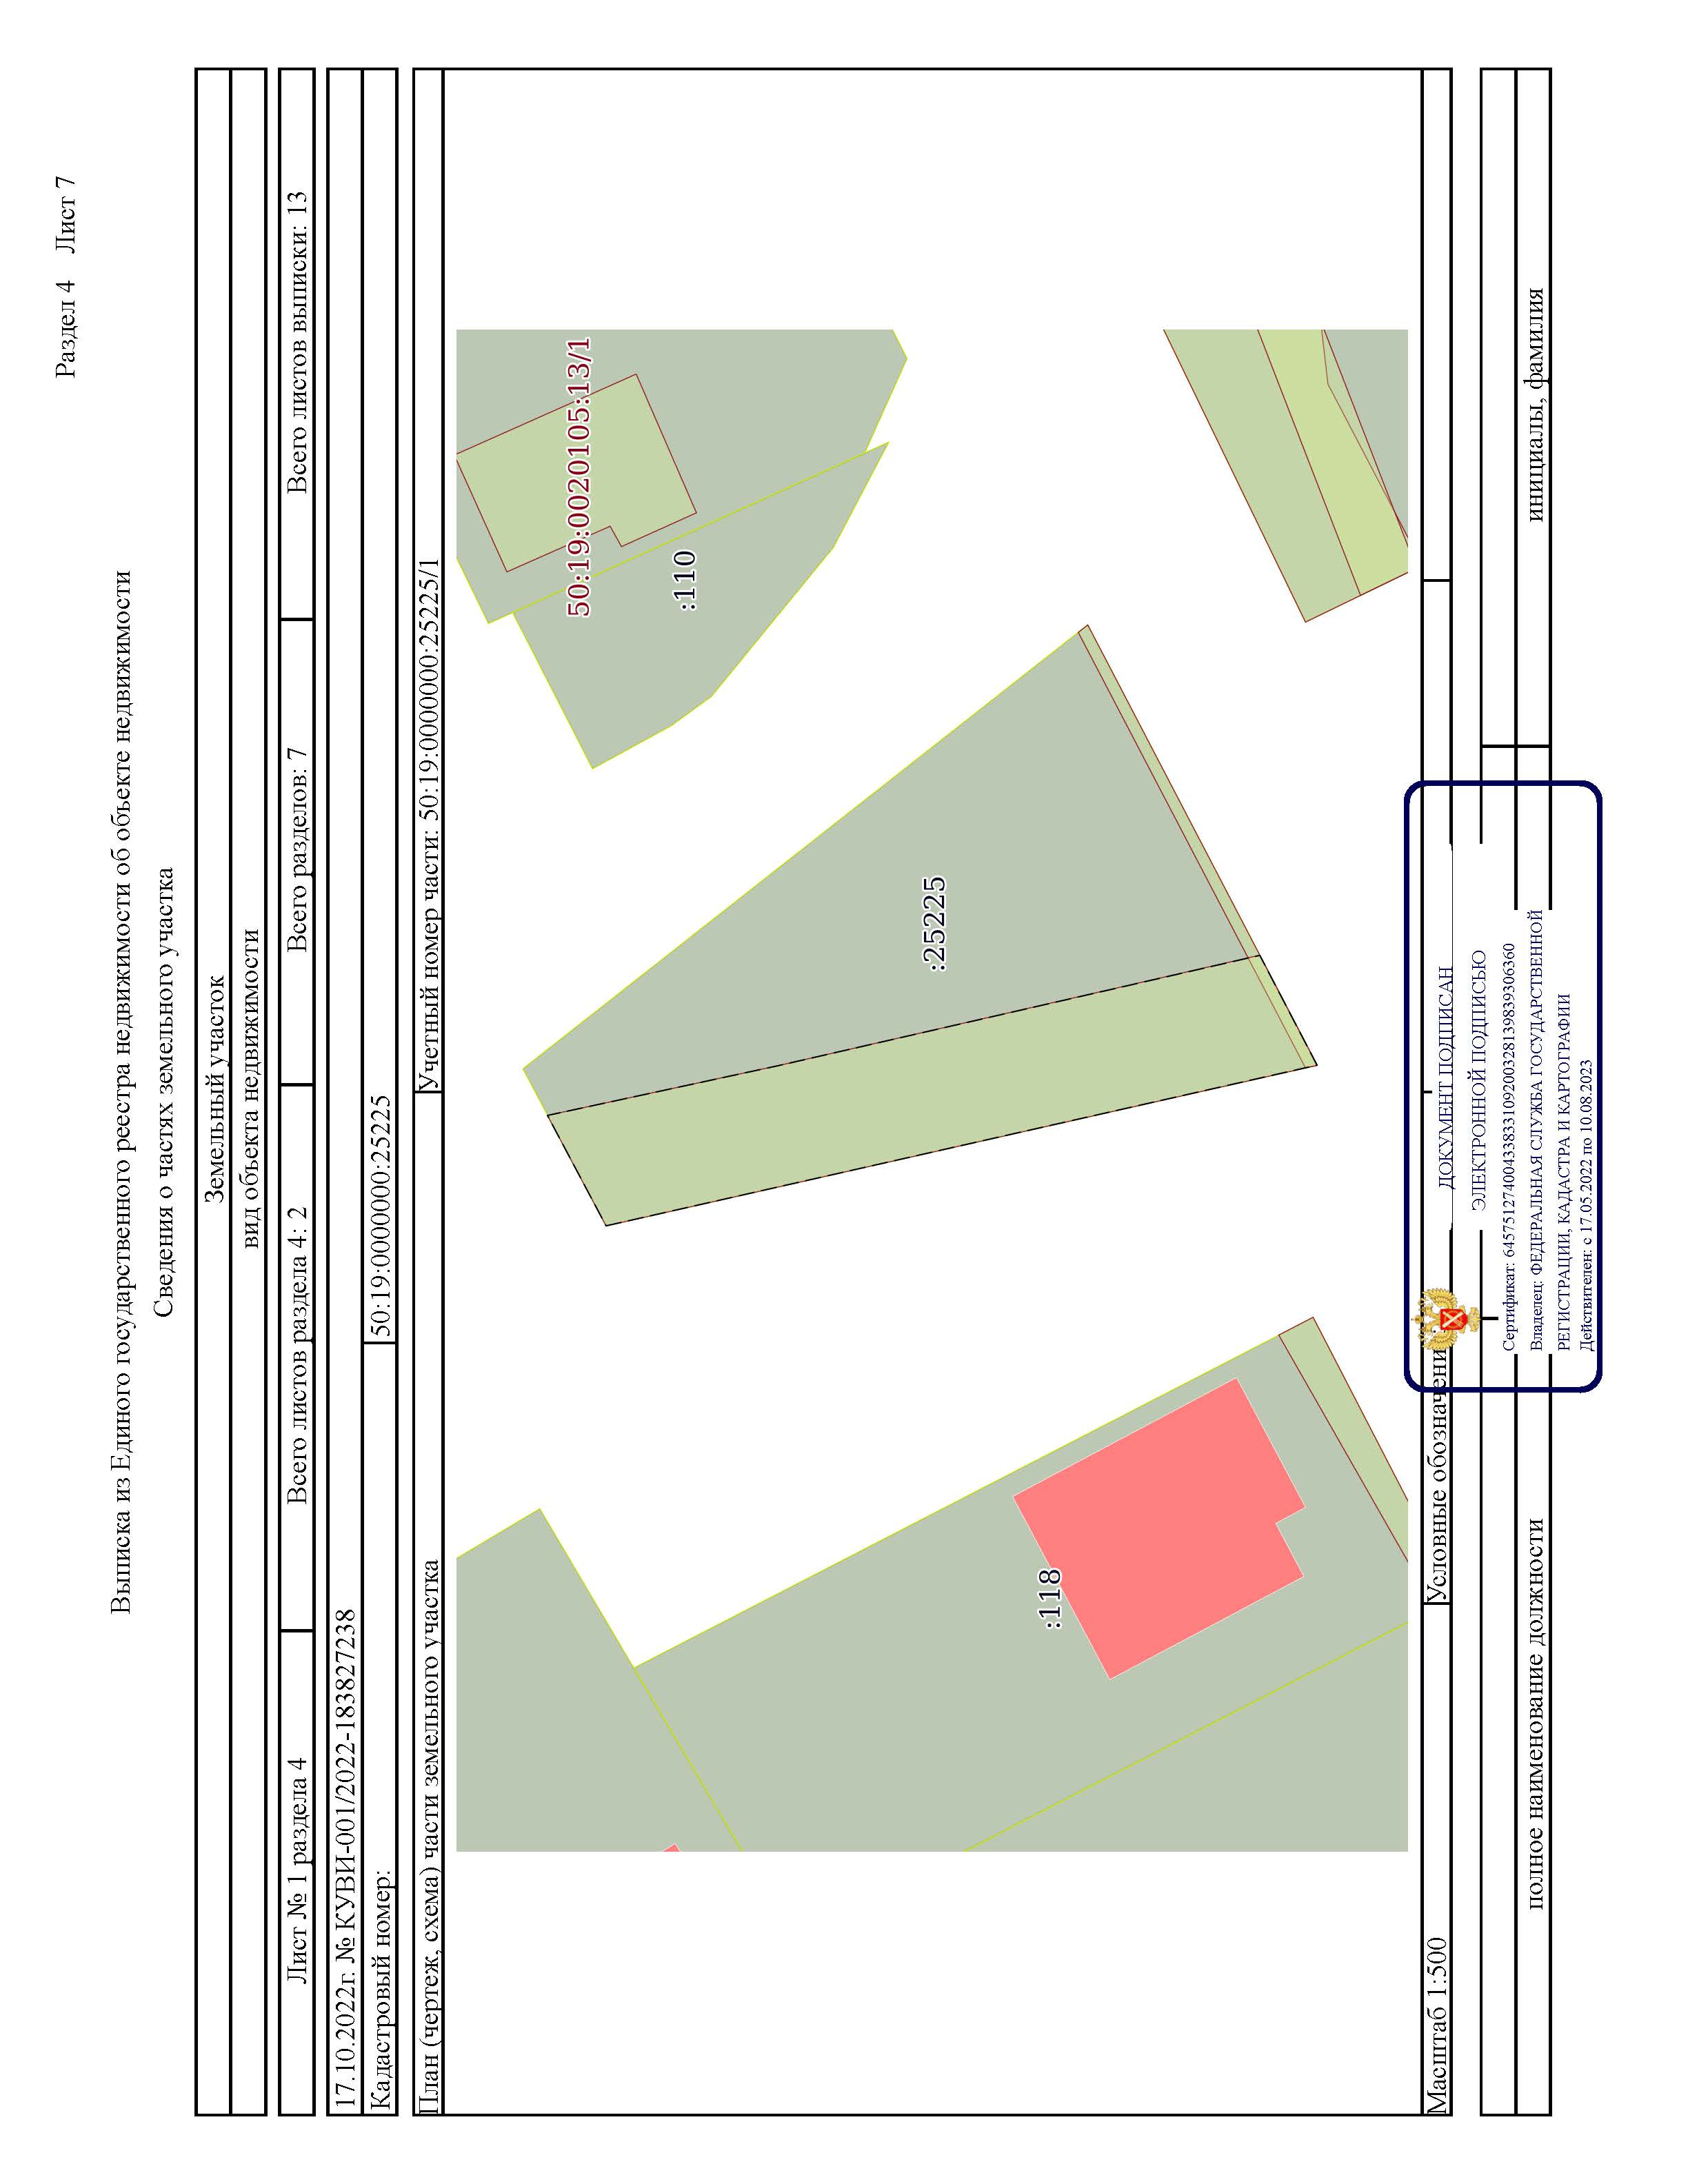 Раздел 4 Лист 7
Выписка из Единого государственного реестра недвижимости об объекте недвижимости
Сведения о частях земельного участка
Земельный участок
вид объекта недвижимости
Лист № 1 раздела 4 Всего листов раздела 4: 2 Всего разделов: 7 Всего листов выписки: 13
17.10.2022г. № КУВИ-001/2022-183827238
Кадастровый номер: 50:19:0000000:25225
План (чертеж, схема) части земельного участка Учетный номер части: 50:19:0000000:25225/1
50:19:0020105:13/1
:110
:25225
:118
Масштаб 1:500 Условные обозначени
ДОКУМЕНТ ПОДПИСАН
ЭЛЕКТРОННОЙ ПОДПИСЬЮ
Сертификат: 645751274004338331092003281398393​06360
Владелец: ФЕДЕРАЛЬНАЯ СЛУЖБА ГОСУДАРСТВЕННОЙ
РЕГИСТРАЦИИ, КАДАСТРА И КАРТОГРАФИИ
Действителен: с 17.05.2022 по 10.08.2023
полное наименование должности инициалы, фамилия